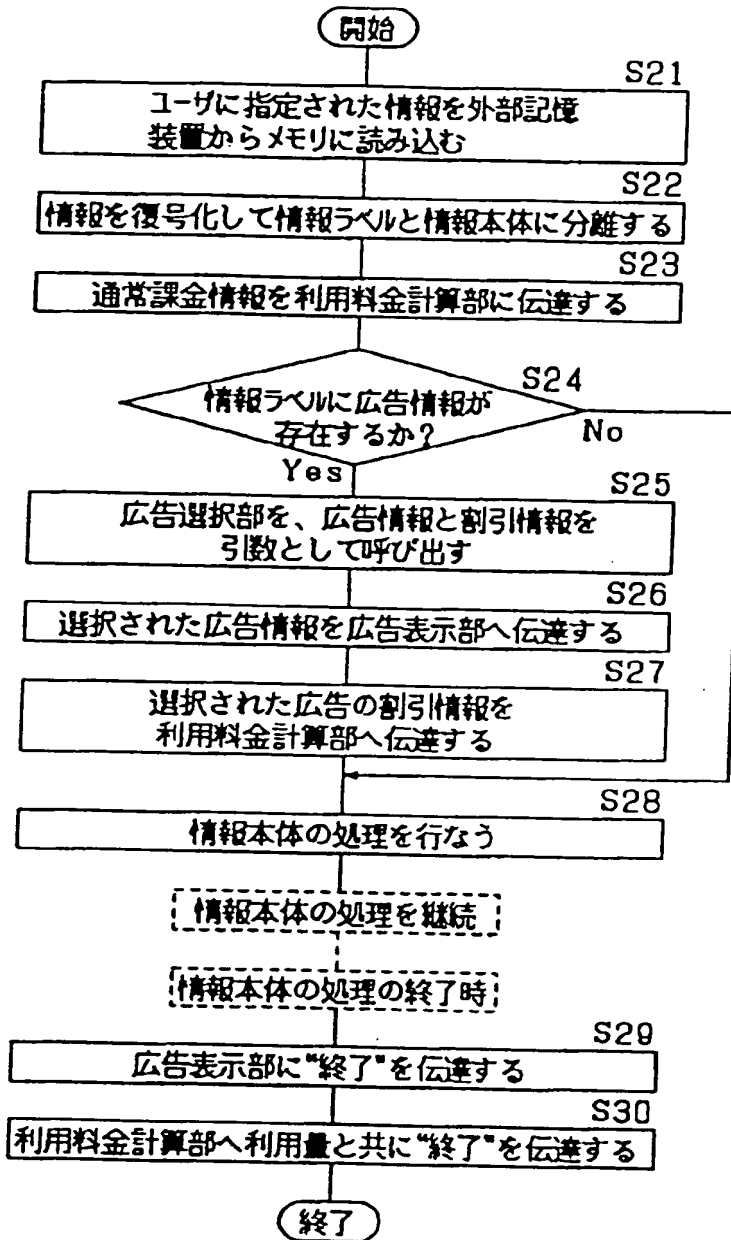 開始
S21
ユーザに指定された情報を外部記憶
装置からメモリに読み込む
S22
情報を復号化して情報ラベルと情報本体に分離する
S23
通常課金情報を利用料金計算部に伝達する
S24
情報ラベルに広告情報が
存在するか?
No
Yes
S25
広告選択部を、広告情報と割引情報を
引数として呼び出す
S26
選択された広告情報を広告表示部へ伝達する
S27
選択された広告の割引情報を
利用料金計算部へ伝達する
S28
情報本体の処理を行なう
情報本体の処理を継続
情報本体の処理の終了時
S29
広告表示部に"終了"を伝達する
S30
利用料金計算部へ利用量と共に"終了"を伝達する
終了